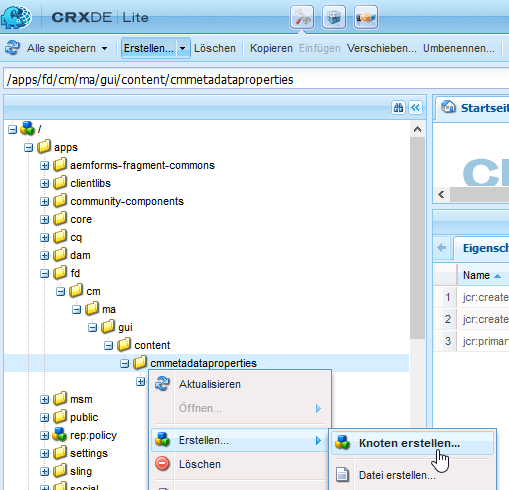 CRXDE | Lite
Alle speichern Erstellen... Löschen Kopieren Einfügen Verschieben... Umbenennen...
/apps/fd/cm/ma/gui/content/cmmetadataproperties
/
apps
aemforms-fragment-commons
clientlibs
community-components
core
cq
dam
fd
cm
ma
gui
content
cmmetadataproperties
msm
public
rep:policy
settings
sling
social
Aktualisieren
Öffnen...
Erstellen...
Löschen
Knoten erstellen...
Datei erstellen...
Startseit
Eigensch
Name
1 jcr:create
2 jcr:create
3 jcr:primar